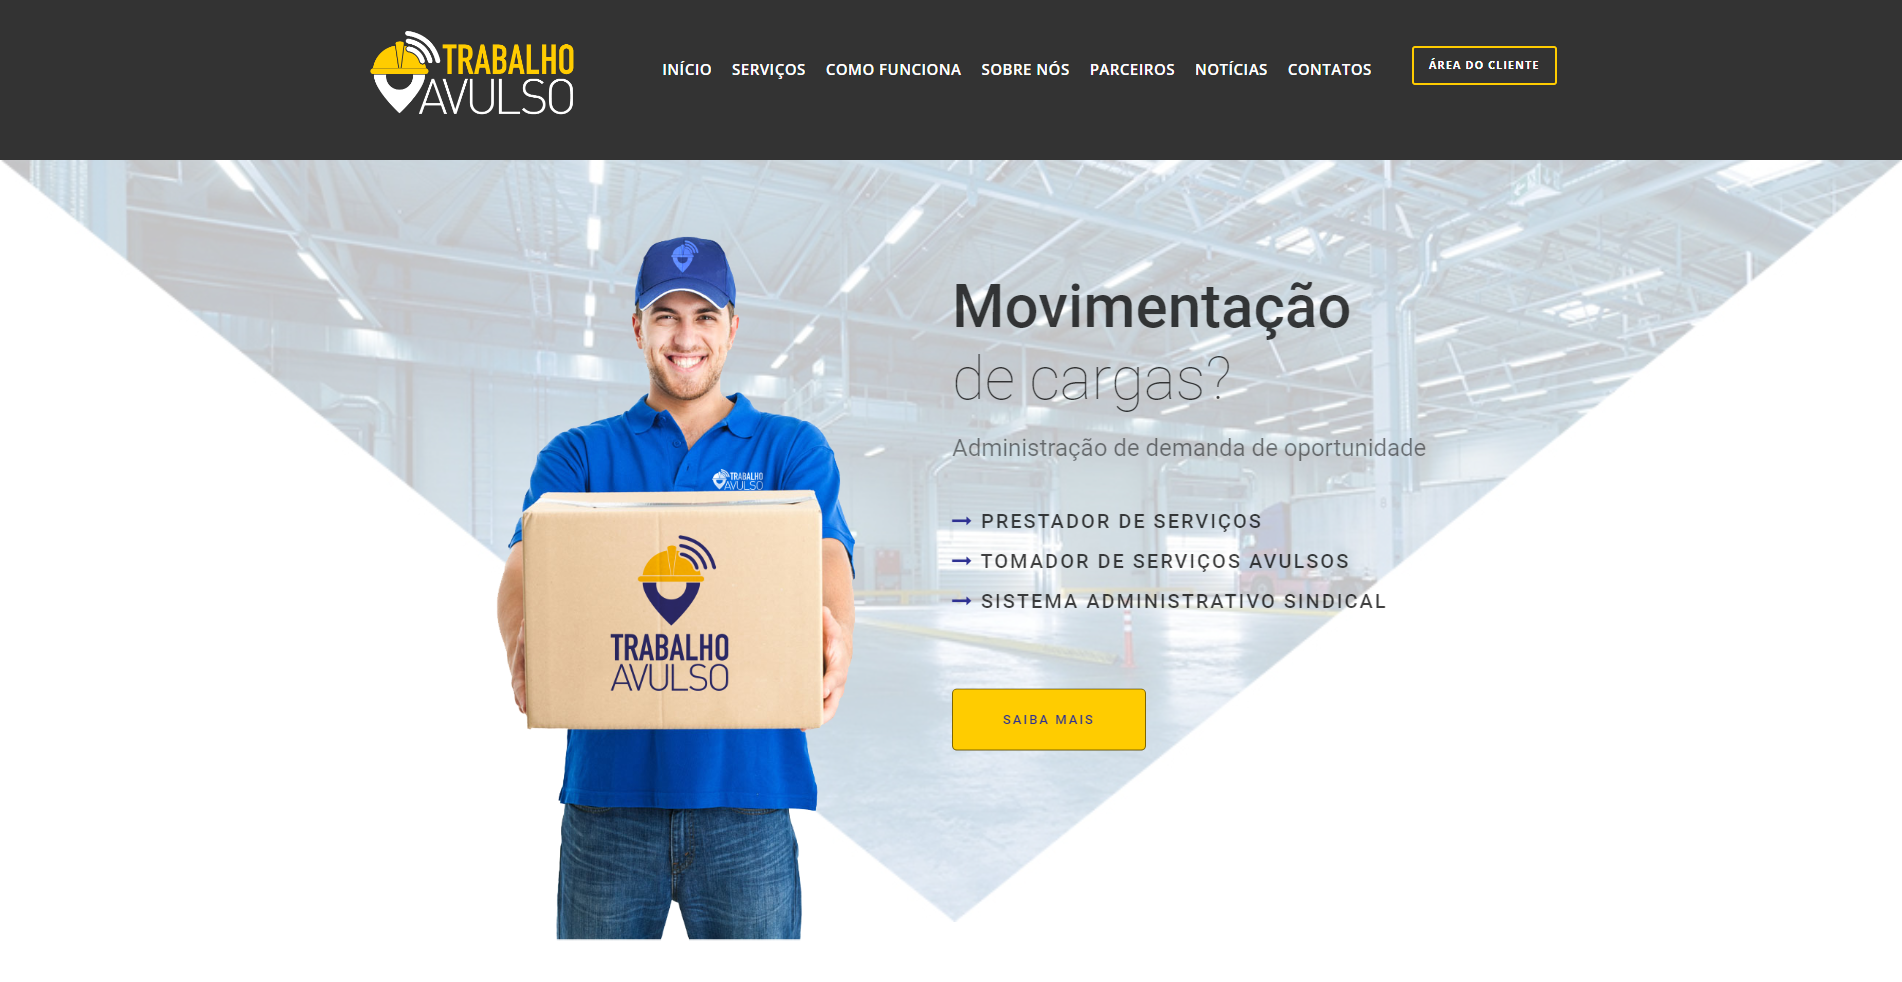 TRABALHO
AVULSO
INÍCIO SERVIÇOS COMO FUNCIONA SOBRE NÓS PARCEIROS NOTÍCIAS CONTATOS
ÁREA DO CLIENTE
Movimentação
de cargas?
Administração de demanda de oportunidade
PRESTADOR DE SERVIÇOS
TOMADOR DE SERVIÇOS AVULSOS
SISTEMA ADMINISTRATIVO SINDICAL
SAIBA MAIS
TRABALHO
AVULSO
TRABALHO
AVULSO